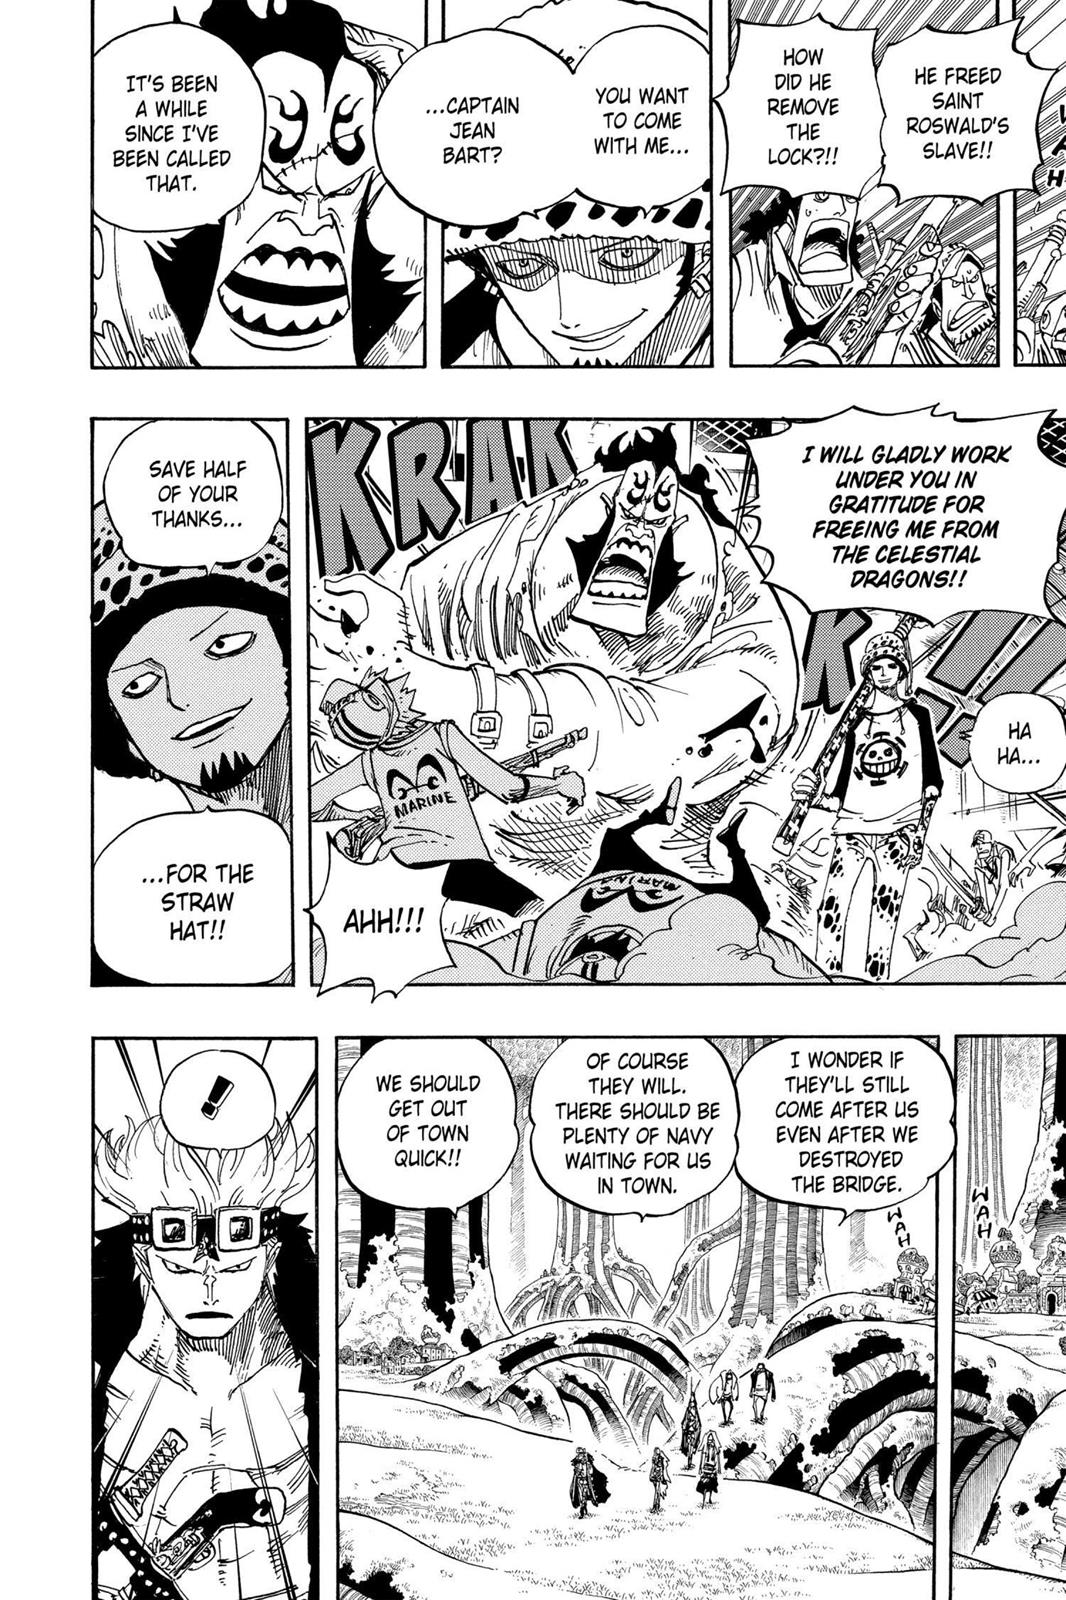 HE FREED
SAINT
ROSWALD'S
SLAVE!!
HOW
DID HE
REMOVE
THE
LOCK?!!
YOU WANT
TO COME
WITH ME...
...CAPTAIN
JEAN
BART?
IT'S BEEN
A WHILE
SINCE I'VE
BEEN CALLED
THAT.
I WILL GLADLY WORK
UNDER YOU IN
GRATITUDE FOR
FREEING ME FROM
THE CELESTIAL
DRAGONS!!
HA
HA...
KRAK
K!!
MARINE
MARINE
AHH!!!
SAVE HALF
OF YOUR
THANKS...
...FOR THE
STRAW
HAT!!
WAH
WAH
I WONDER IF
THEY'LL STILL
COME AFTER US
EVEN AFTER WE
DESTROYED
THE BRIDGE.
OF COURSE
THEY WILL.
THERE SHOULD BE
PLENTY OF NAVY
WAITING FOR US
IN TOWN.
WE SHOULD
GET OUT
OF TOWN
QUICK!!
!